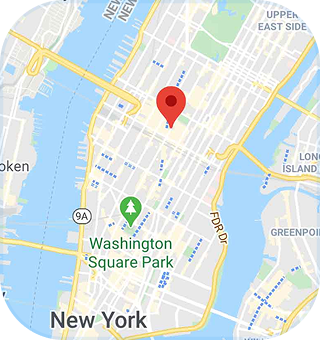 NEW
NEW
UPPER
EAST SIDE
oken
LONG
ISLAND
9A
FDR Dr
GREENPOI
Washington
Square Park
New York